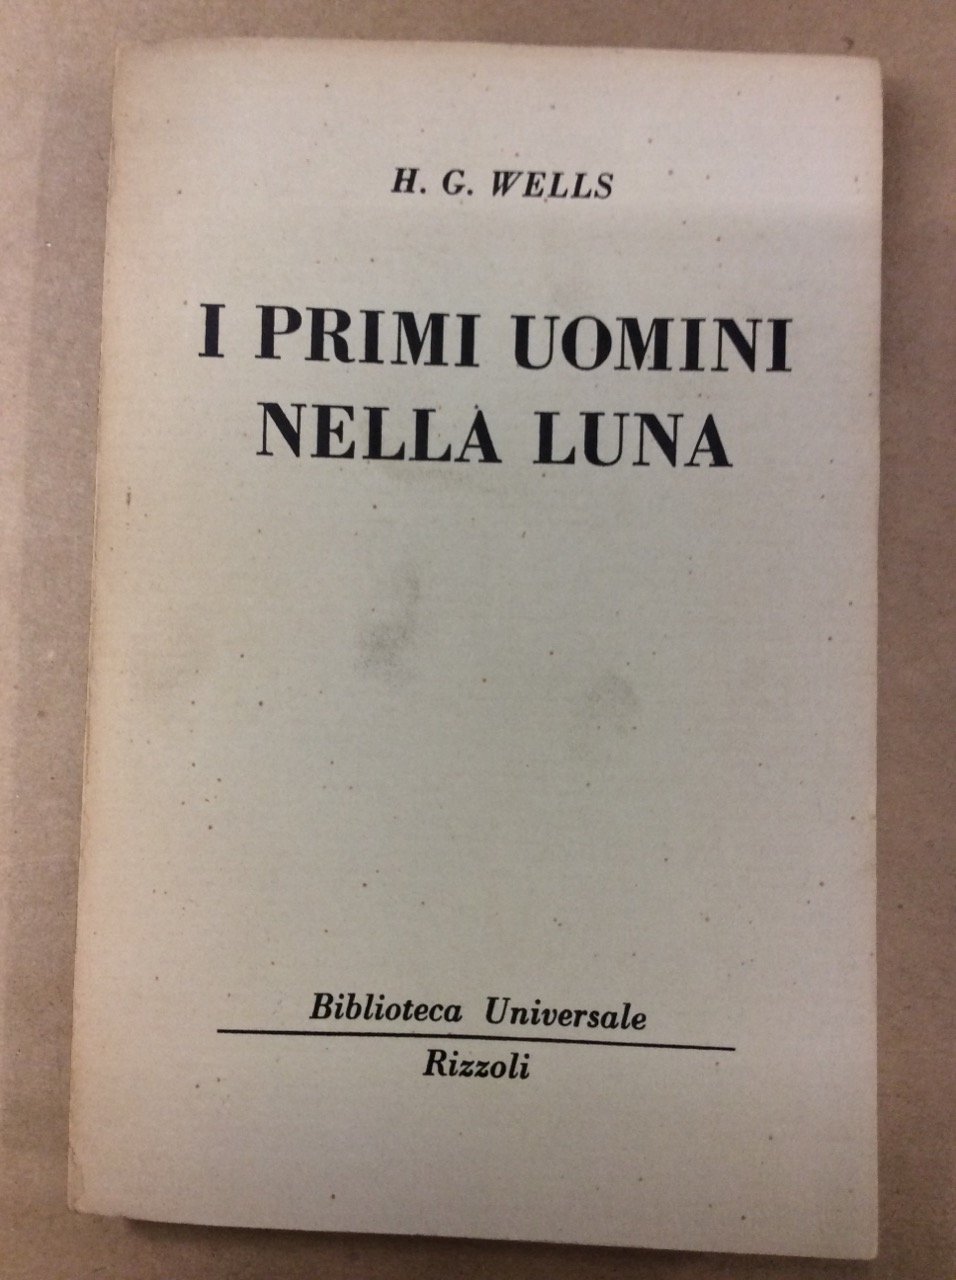 H. G. WELLS
I PRIMI UOMINI
NELLA LUNA
Biblioteca Universale
Rizzoli